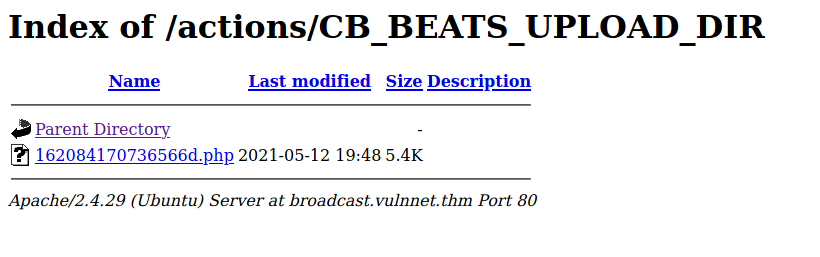 Index of /actions/CB_BEATS_UPLOAD_DIR
Name Last modified Size Description
Parent Directory -
162084170736566d.php 2021-05-12 19:48 5.4K
Apache/2.4.29 (Ubuntu) Server at broadcast.vulnnet.thm Port 80